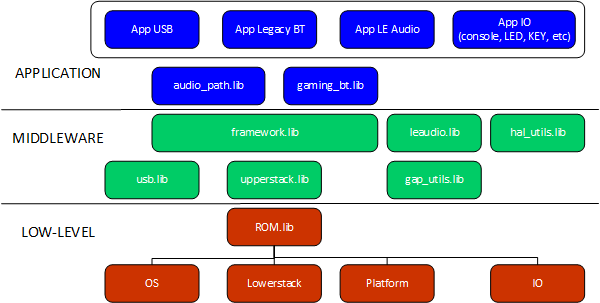 App USB
App Legacy BT
App LE Audio
App IO
(console, LED, KEY, etc)
APPLICATION
audio_path.lib
gaming_bt.lib
MIDDLEWARE
framework.lib
leaudio.lib
hal_utils.lib
usb.lib
upperstack.lib
gap_utils.lib
LOW-LEVEL
ROM.lib
OS
Lowerstack
Platform
IO